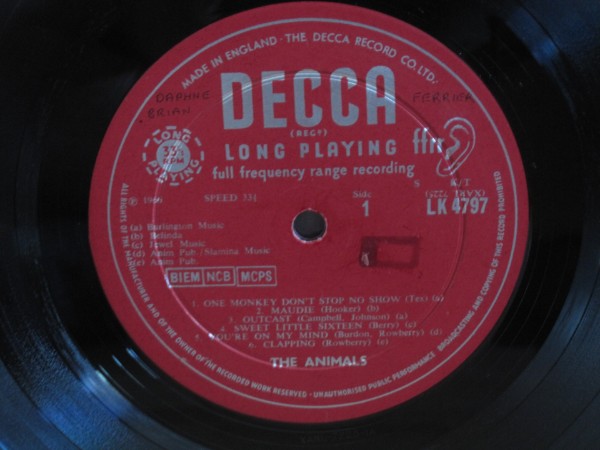 MADE IN ENGLAND · THE DECCA RECORD CO. LTD.
DAPHNE
BRIAN
FERRIER
DECCA
(REGD)
LONG PLAYING ffrr
full frequency range recording
LONG PLAYING
33⅓
RPM
℗ 1966
SPEED 33⅓
Side
1
S
K/T
LK 4797
(a) Burlington Music
(b) Belinda
(c) Jewel Music
(d) Anim Pub/Slamina Music
(e) Anim Pub
BIEM NCB MCPS
1. ONE MONKEY DON'T STOP NO SHOW (Tex) (a)
2. MAUDIE (Hooker) (b)
3. OUTCAST (Campbell, Johnson) (a)
4. SWEET LITTLE SIXTEEN (Berry) (c)
5. YOU'RE ON MY MIND (Burdon, Rowberry) (d)
6. CLAPPING (Rowberry) (e)
THE ANIMALS
ALL RIGHTS OF THE MANUFACTURER AND OF THE OWNER OF THE RECORDED WORK RESERVED · UNAUTHORISED PUBLIC PERFORMANCE BROADCASTING AND COPYING OF THIS RECORD PROHIBITED